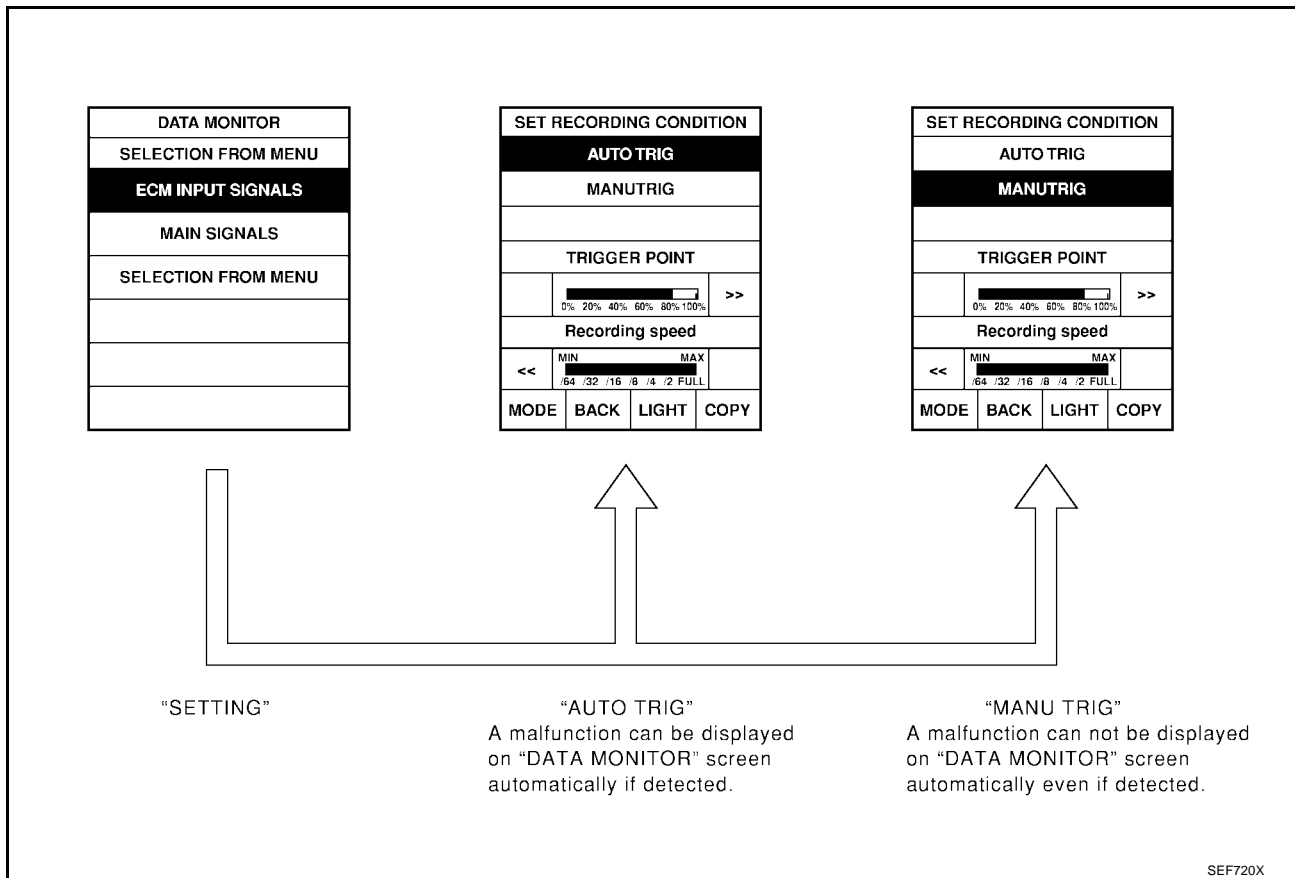 DATA MONITOR
SELECTION FROM MENU
ECM INPUT SIGNALS
MAIN SIGNALS
SELECTION FROM MENU
SET RECORDING CONDITION
AUTO TRIG
MANUTRIG
TRIGGER POINT
>>
0% 20% 40% 60% 80% 100%
Recording speed
MIN MAX
<<
/64 /32 /16 /8 /4 /2 FULL
MODE BACK LIGHT COPY
SET RECORDING CONDITION
AUTO TRIG
MANUTRIG
TRIGGER POINT
>>
0% 20% 40% 60% 80% 100%
Recording speed
MIN MAX
<<
/64 /32 /16 /8 /4 /2 FULL
MODE BACK LIGHT COPY
“SETTING”
“AUTO TRIG”
A malfunction can be displayed
on “DATA MONITOR” screen
automatically if detected.
“MANU TRIG”
A malfunction can not be displayed
on “DATA MONITOR” screen
automatically even if detected.
SEF720X